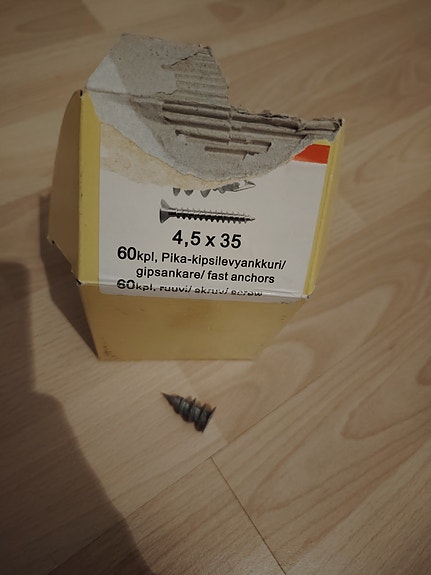 4,5 x 35
60kpl, Pika-kipsilevyankkuri/
gipsankare/ fast anchors
60kpl, ruuvi/ skruv/ screw